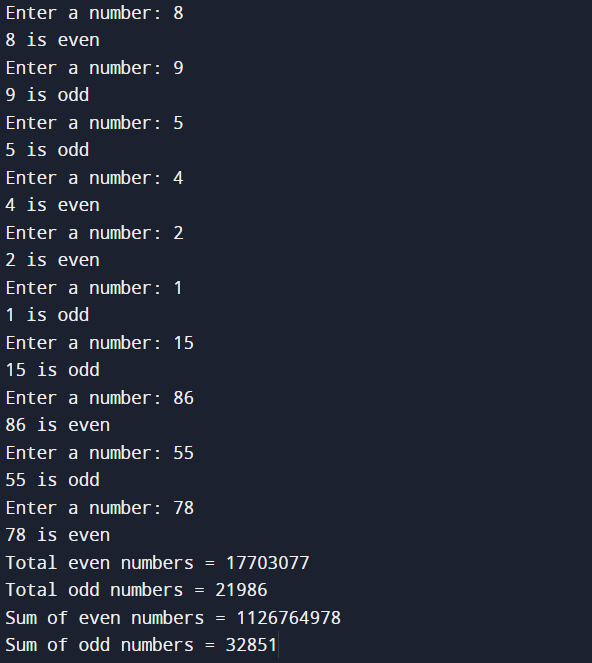 Enter a number: 8
8 is even
Enter a number: 9
9 is odd
Enter a number: 5
5 is odd
Enter a number: 4
4 is even
Enter a number: 2
2 is even
Enter a number: 1
1 is odd
Enter a number: 15
15 is odd
Enter a number: 86
86 is even
Enter a number: 55
55 is odd
Enter a number: 78
78 is even
Total even numbers = 17703077
Total odd numbers = 21986
Sum of even numbers = 1126764978
Sum of odd numbers = 32851